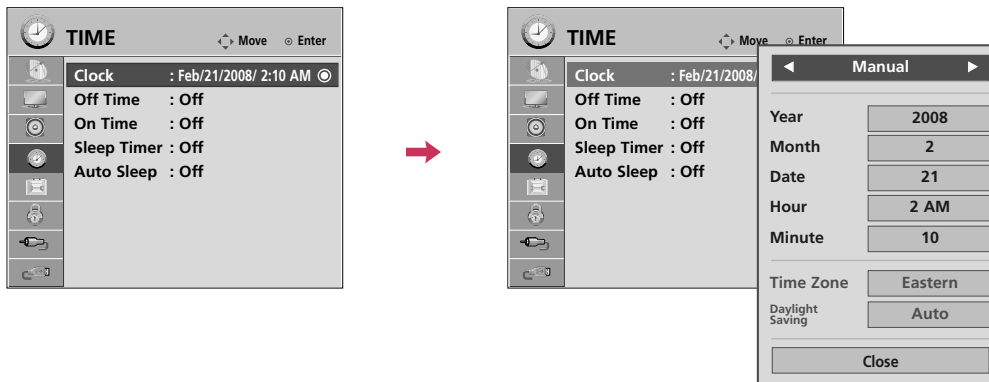 TIME
Move Enter
Clock : Feb/21/2008/ 2:10 AM
Off Time : Off
On Time : Off
Sleep Timer : Off
Auto Sleep : Off
TIME
Move Enter
Clock : Feb/21/2008/
Off Time : Off
On Time : Off
Sleep Timer : Off
Auto Sleep : Off
Manual
Year 2008
Month 2
Date 21
Hour 2 AM
Minute 10
Time Zone Eastern
Daylight
Saving Auto
Close